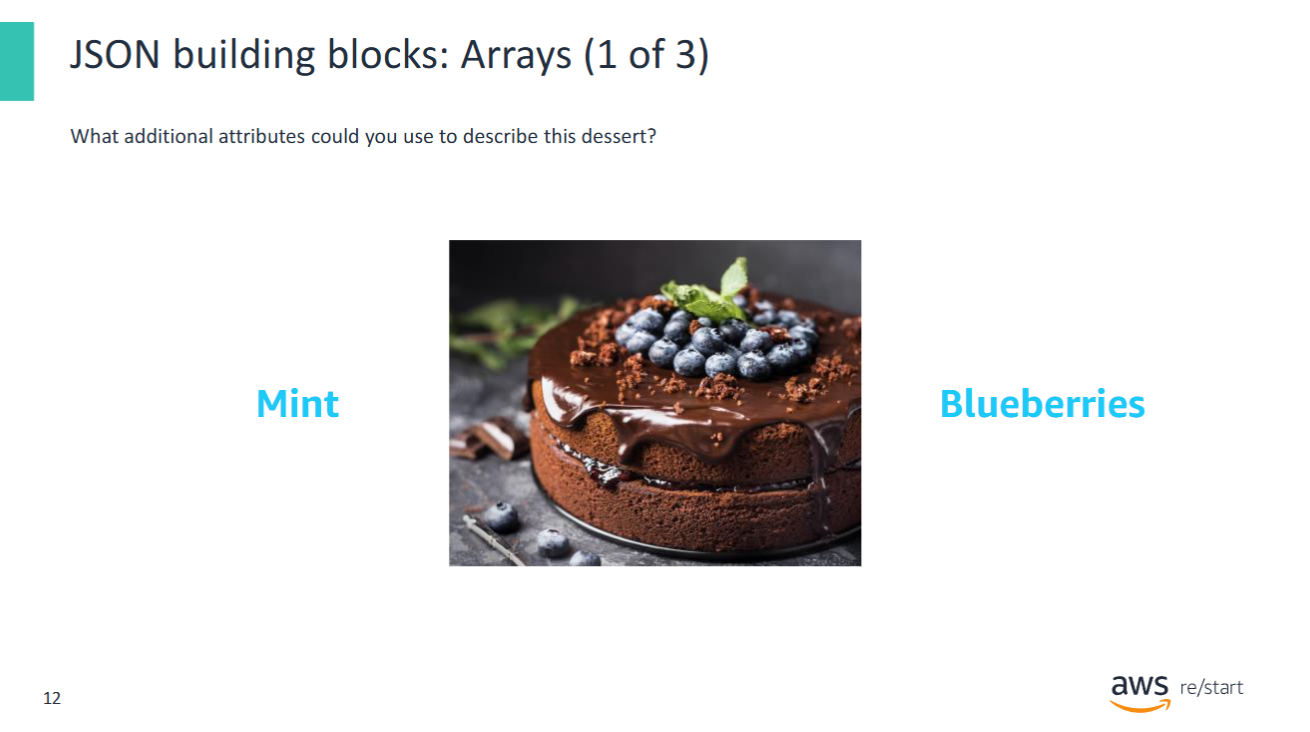 JSON building blocks: Arrays (1 of 3)
What additional attributes could you use to describe this dessert?
Mint
Blueberries
12
aws re/start